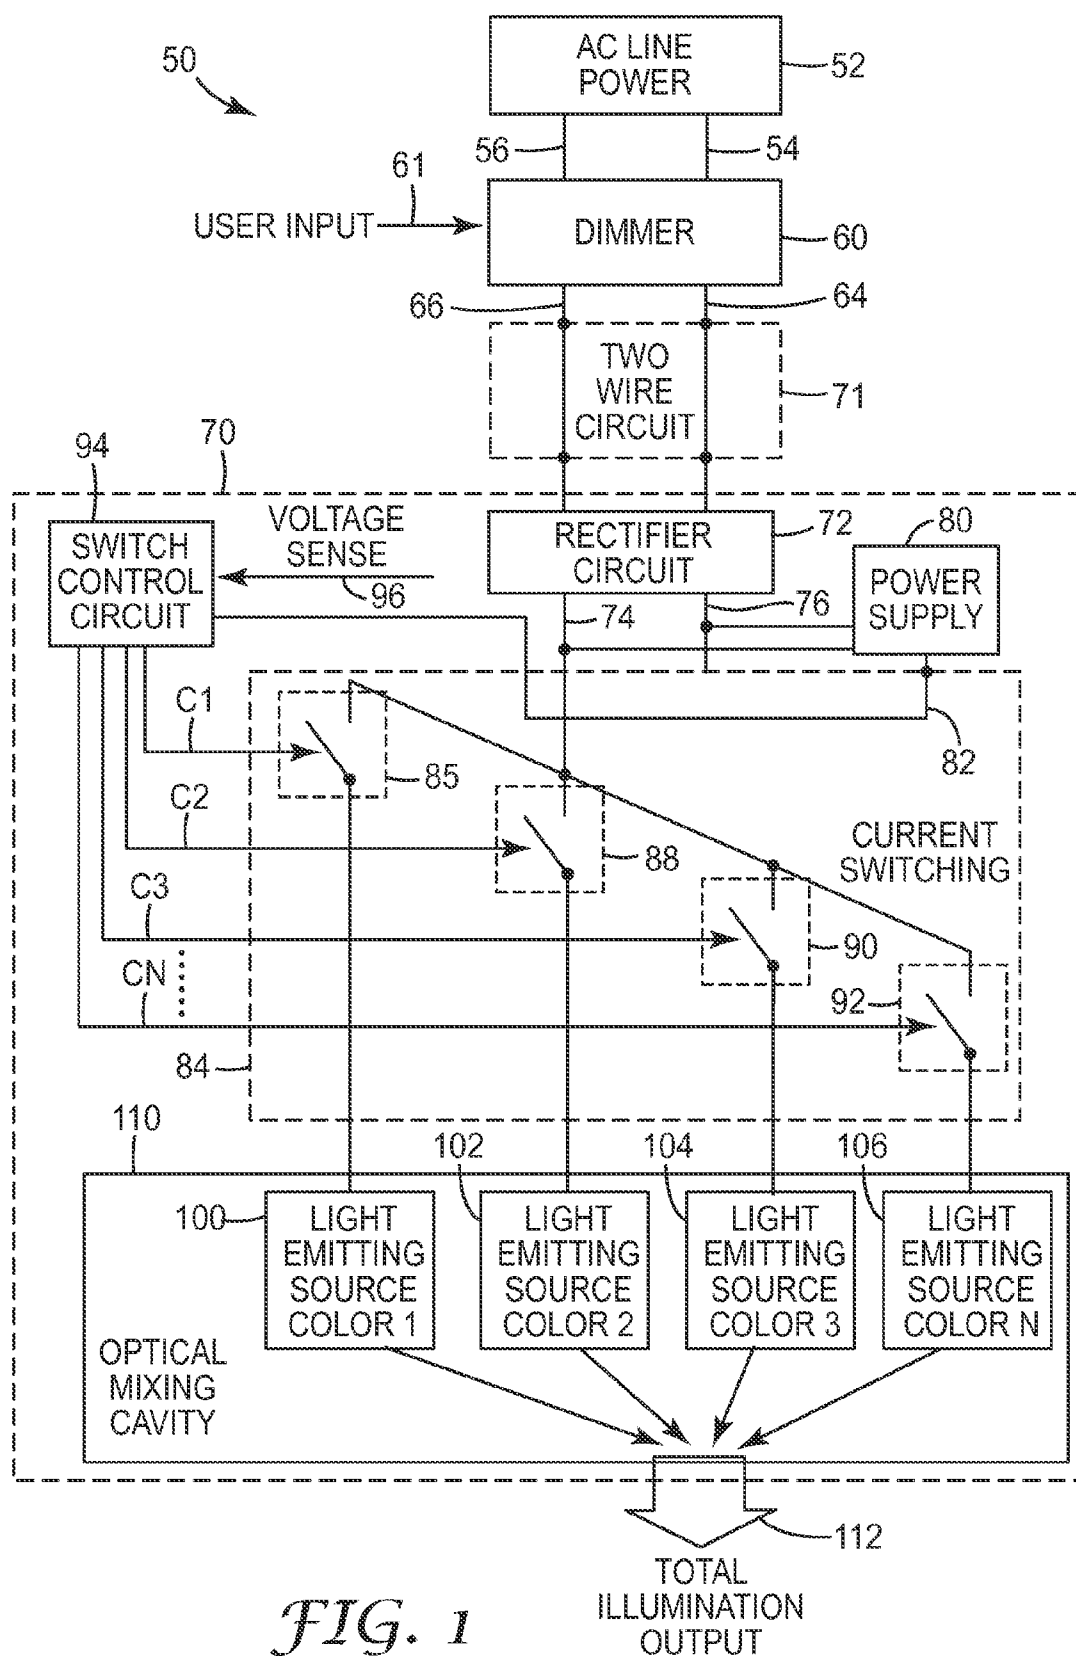 50
AC LINE
POWER
52
56
54
61
USER INPUT
DIMMER
60
66
64
TWO
WIRE
CIRCUIT
71
70
94
SWITCH
CONTROL
CIRCUIT
VOLTAGE
SENSE
96
RECTIFIER
CIRCUIT
72
80
POWER
SUPPLY
74
76
82
C1
85
C2
88
CURRENT
SWITCHING
C3
90
CN
92
84
110
102
104
106
100
LIGHT
EMITTING
SOURCE
COLOR 1
LIGHT
EMITTING
SOURCE
COLOR 2
LIGHT
EMITTING
SOURCE
COLOR 3
LIGHT
EMITTING
SOURCE
COLOR N
OPTICAL
MIXING
CAVITY
112
TOTAL
ILLUMINATION
OUTPUT
FIG. 1